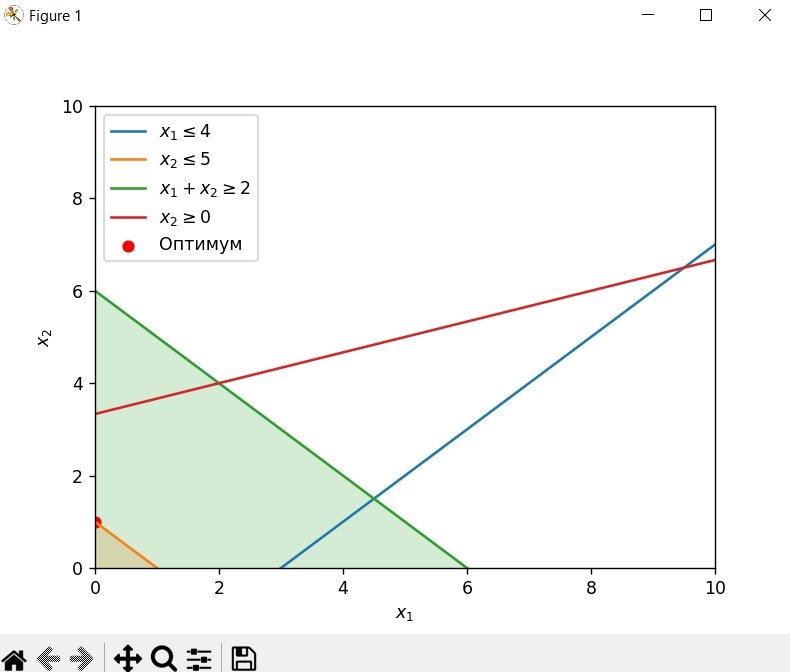 Figure 1
10
8
6
4
2
0
x₂
x₁ ≤ 4
x₂ ≤ 5
x₁ + x₂ ≥ 2
x₂ ≥ 0
Оптимум
0 2 4 6 8 10
x₁